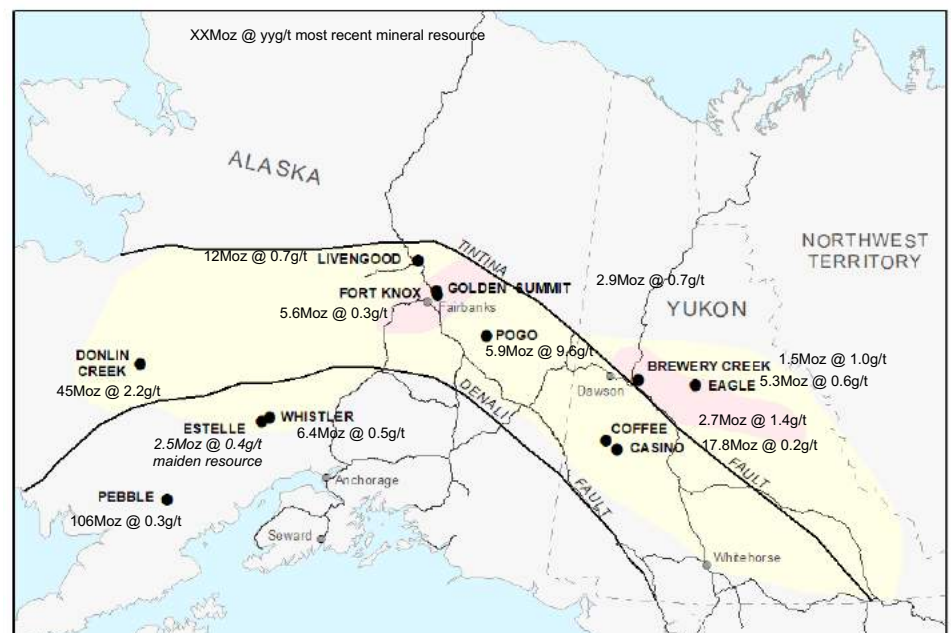 XXMoz @ yyg/t most recent mineral resource
ALASKA
NORTHWEST
TERRITORY
YUKON
TINTINA
12Moz @ 0.7g/t
LIVENGOOD
2.9Moz @ 0.7g/t
FORT KNOX
GOLDEN SUMMIT
Fairbanks
5.6Moz @ 0.3g/t
POGO
5.9Moz @ 9.6g/t
DONLIN
CREEK
45Moz @ 2.2g/t
BREWERY CREEK
1.5Moz @ 1.0g/t
EAGLE
5.3Moz @ 0.6g/t
Dawson
DENALI
WHISTLER
ESTELLE
6.4Moz @ 0.5g/t
2.5Moz @ 0.4g/t
maiden resource
2.7Moz @ 1.4g/t
COFFEE
CASINO
17.8Moz @ 0.2g/t
FAULT
FAULT
PEBBLE
106Moz @ 0.3g/t
Anchorage
Seward
Whitehorse